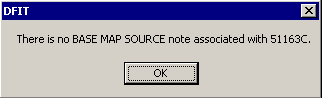 DFIT
There is no BASE MAP SOURCE note associated with 51163C.
OK